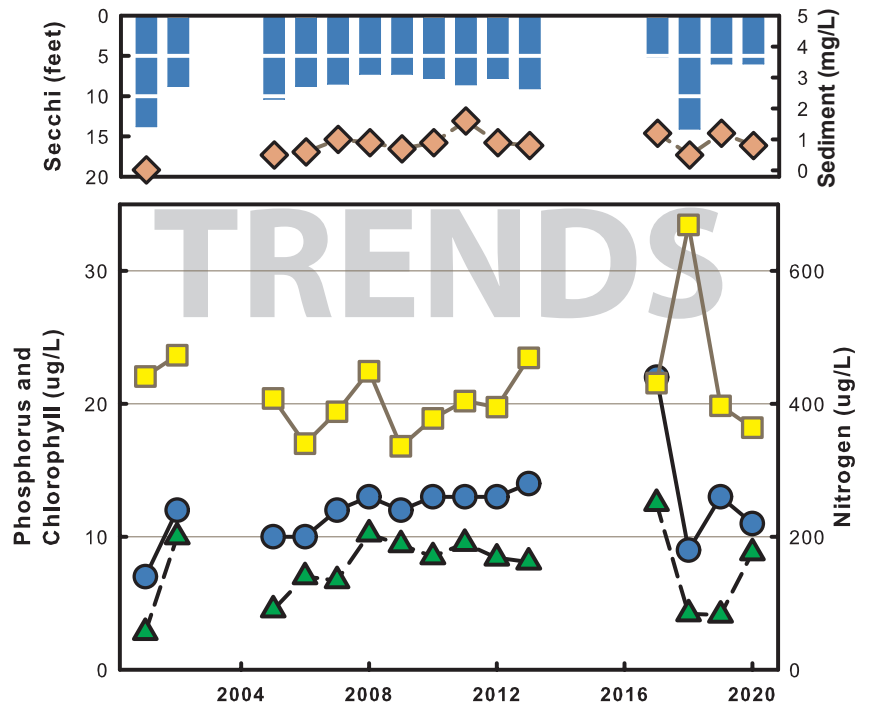 0
5
10
15
20
Secchi (feet)
5
4
3
2
1
0
Sediment (mg/L)
TRENDS
30
20
10
0
Phosphorus and
Chlorophyll (ug/L)
600
400
200
0
Nitrogen (ug/L)
2004 2008 2012 2016 2020